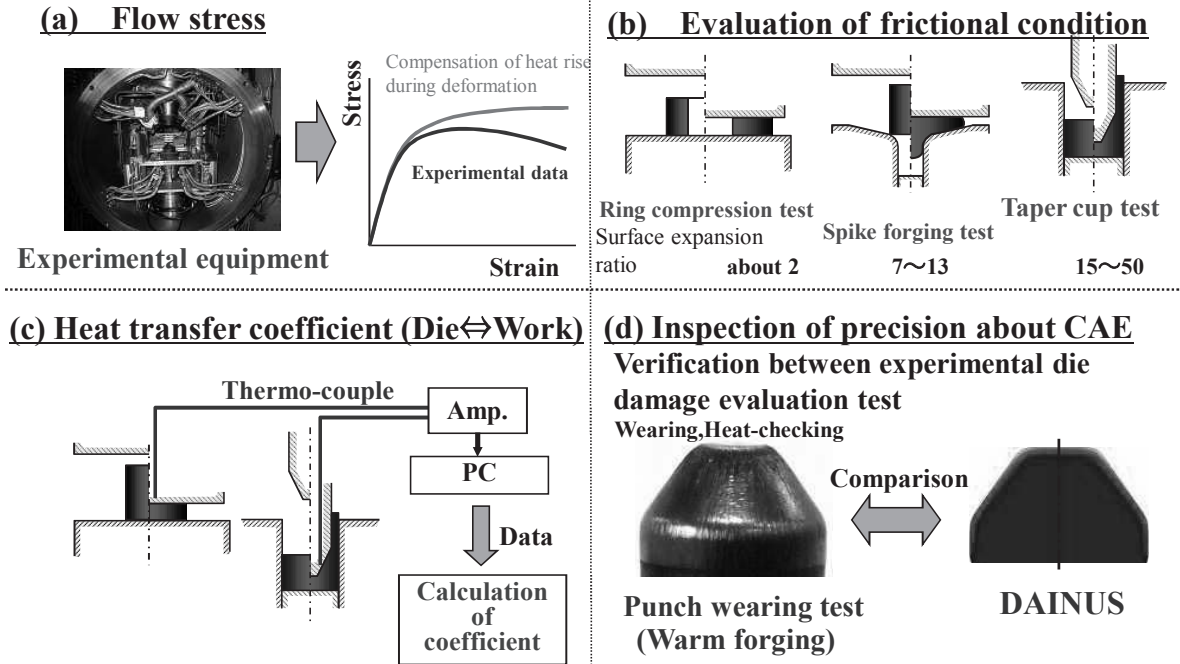 (a) Flow stress
Compensation of heat rise
during deformation
Stress
Experimental data
Strain
Experimental equipment
(b) Evaluation of frictional condition
Ring compression test
Spike forging test
Taper cup test
Surface expansion
ratio
about 2
7～13
15～50
(c) Heat transfer coefficient (Die⇔Work)
Thermo-couple
Amp.
PC
Data
Calculation
of
coefficient
(d) Inspection of precision about CAE
Verification between experimental die
damage evaluation test
Wearing,Heat-checking
Comparison
Punch wearing test
(Warm forging)
DAINUS